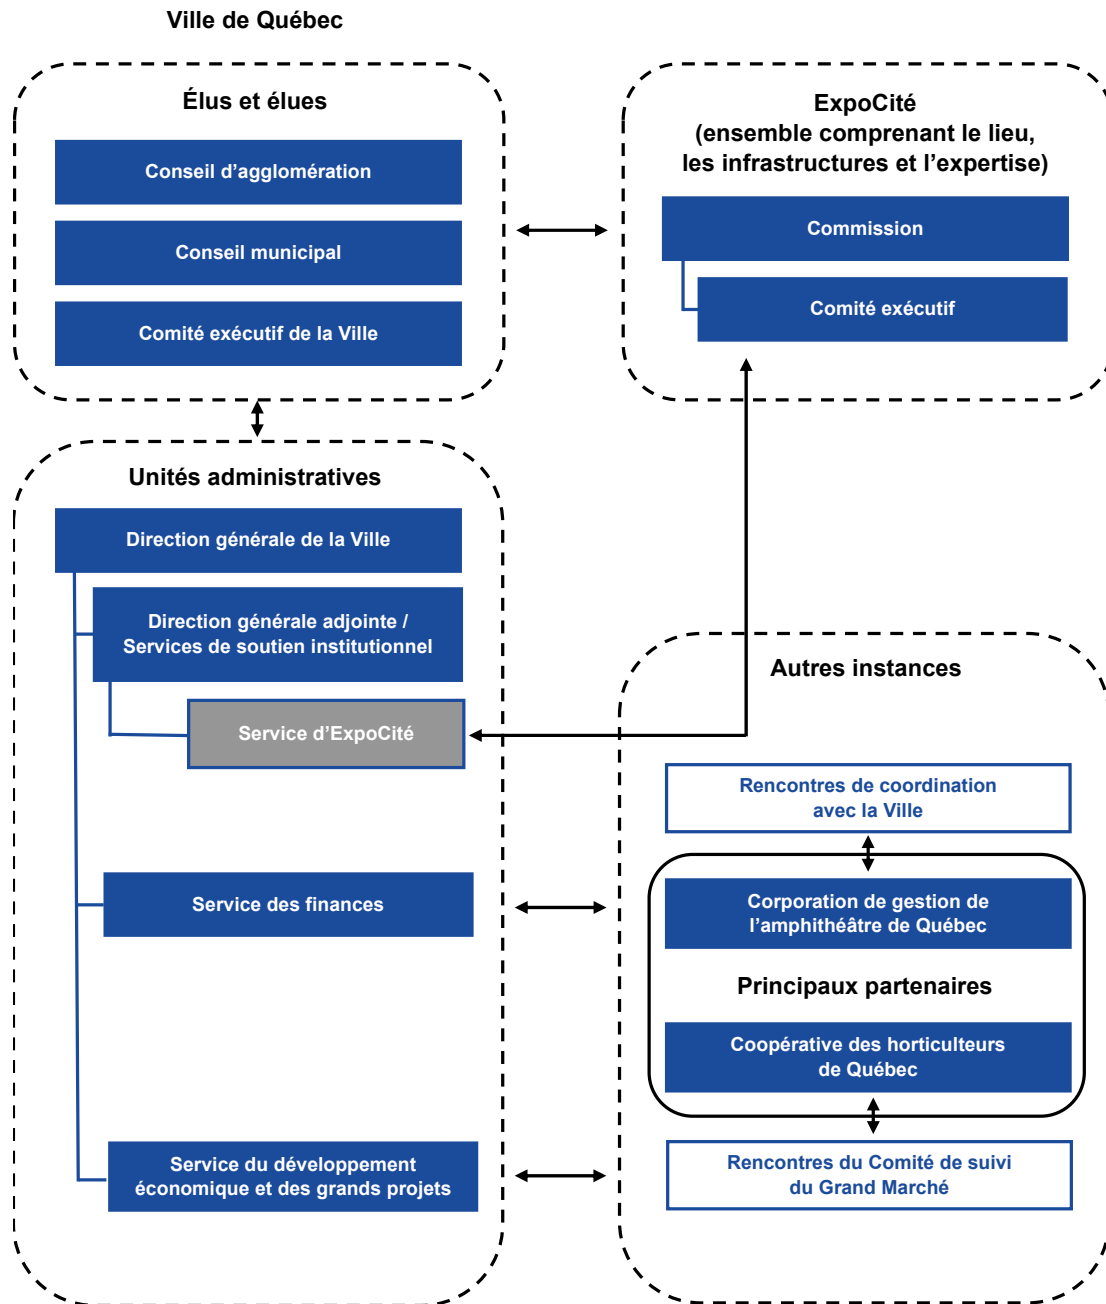 Ville de Québec
Élus et élues
Conseil d'agglomération
Conseil municipal
Comité exécutif de la Ville
ExpoCité
(ensemble comprenant le lieu,
les infrastructures et l'expertise)
Commission
Comité exécutif
Unités administratives
Direction générale de la Ville
Direction générale adjointe /
Services de soutien institutionnel
Service d'ExpoCité
Service des finances
Service du développement
économique et des grands projets
Autres instances
Rencontres de coordination
avec la Ville
Corporation de gestion de
l'amphithéâtre de Québec
Principaux partenaires
Coopérative des horticulteurs
de Québec
Rencontres du Comité de suivi
du Grand Marché